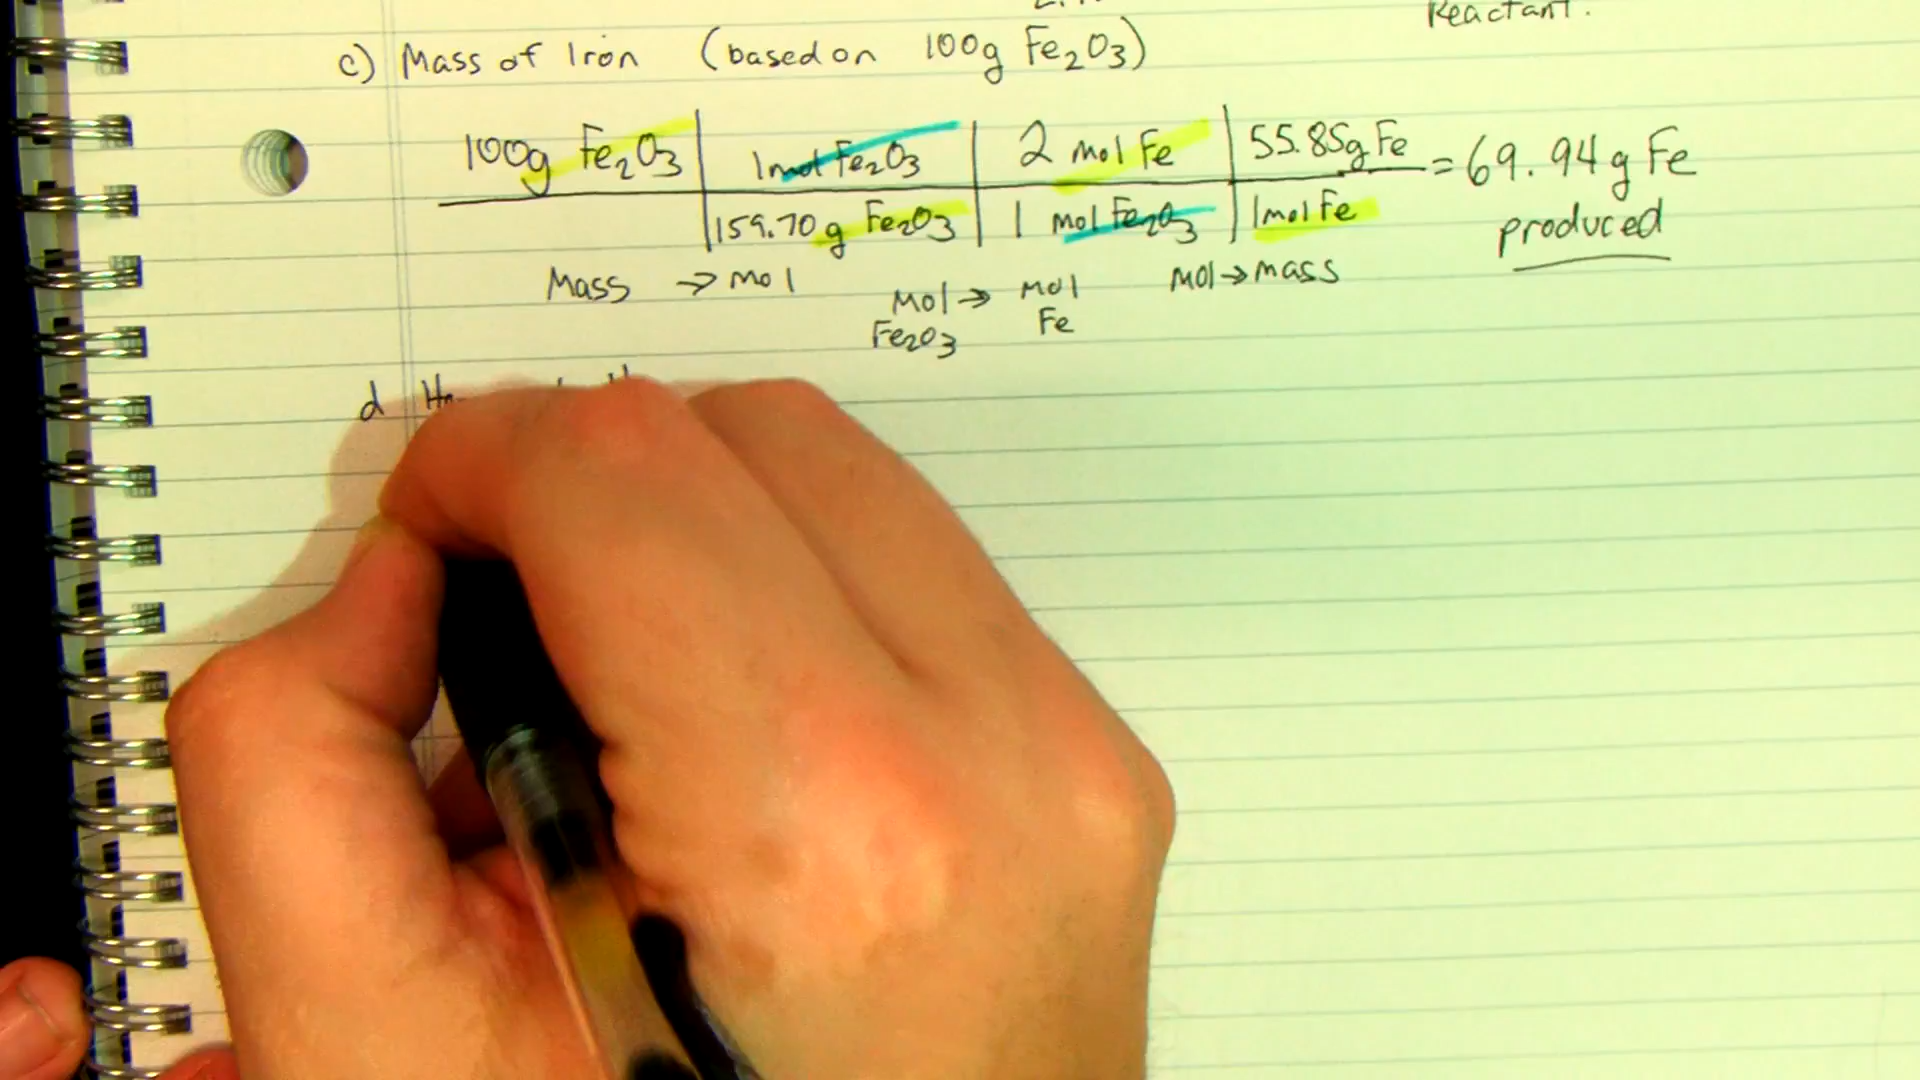 Reactant.
c) Mass of Iron (based on 100g Fe2O3)
100g Fe2O3 | 1mol Fe2O3 | 2 mol Fe | 55.85g Fe = 69.94 g Fe
159.70 g Fe2O3 | 1 mol Fe2O3 | 1mol Fe produced
Mass → mol Mol → mol Mol → mass
Fe2O3 Fe
d